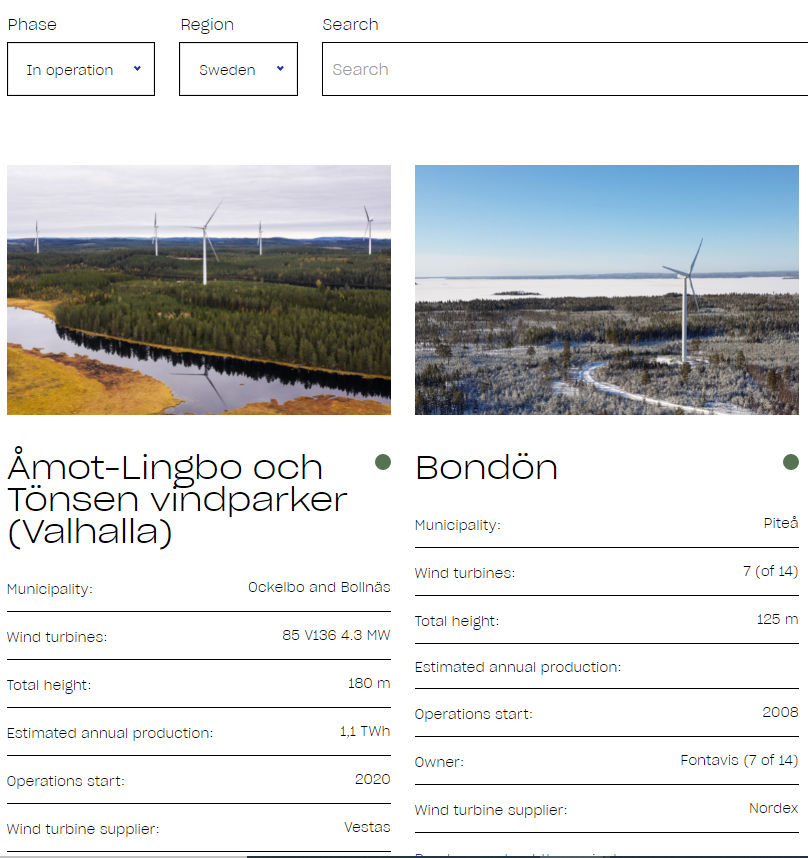 Phase
Region
Search
In operation
Sweden
Search
Åmot-Lingbo och
Tönsen vindparker
(Valhalla)
Municipality: Ockelbo and Bollnäs
Wind turbines: 85 V136 4.3 MW
Total height: 180 m
Estimated annual production: 1,1 TWh
Operations start: 2020
Wind turbine supplier: Vestas
Bondön
Municipality: Piteå
Wind turbines: 7 (of 14)
Total height: 125 m
Estimated annual production:
Operations start: 2008
Owner: Fontavis (7 of 14)
Wind turbine supplier: Nordex